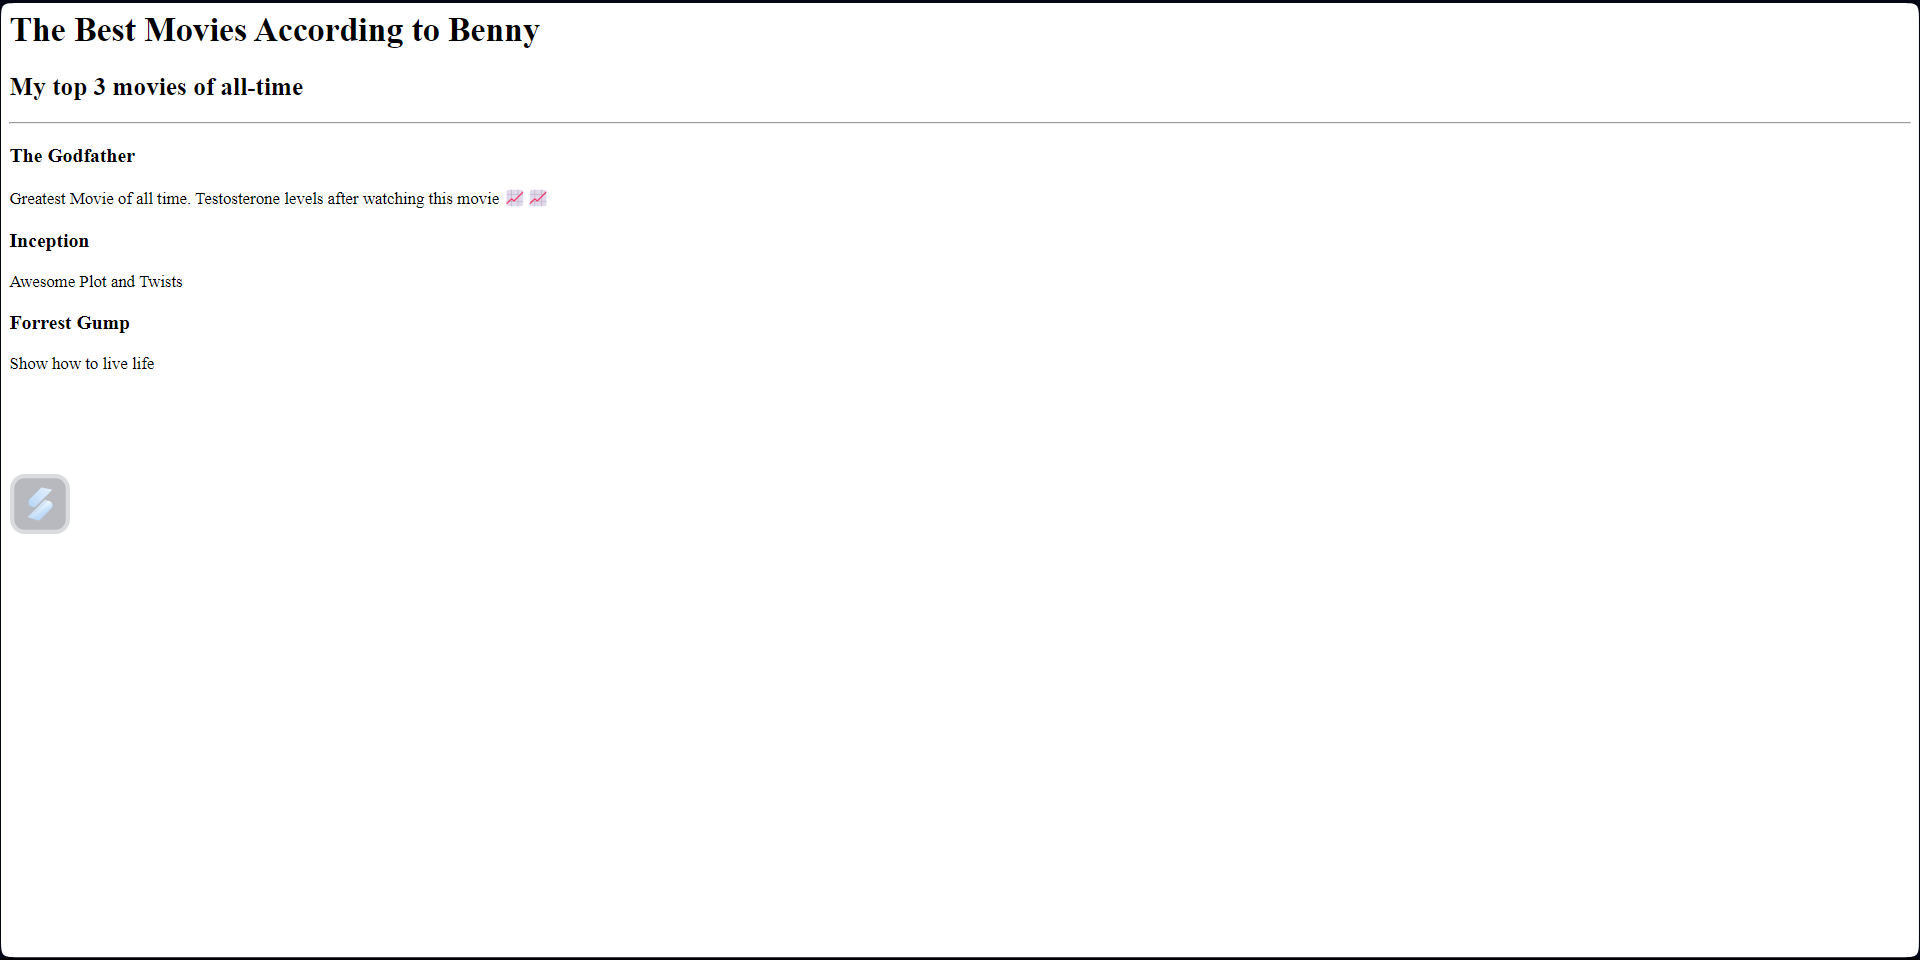 The Best Movies According to Benny
My top 3 movies of all-time
The Godfather
Greatest Movie of all time. Testosterone levels after watching this movie 📈 📈
Inception
Awesome Plot and Twists
Forrest Gump
Show how to live life